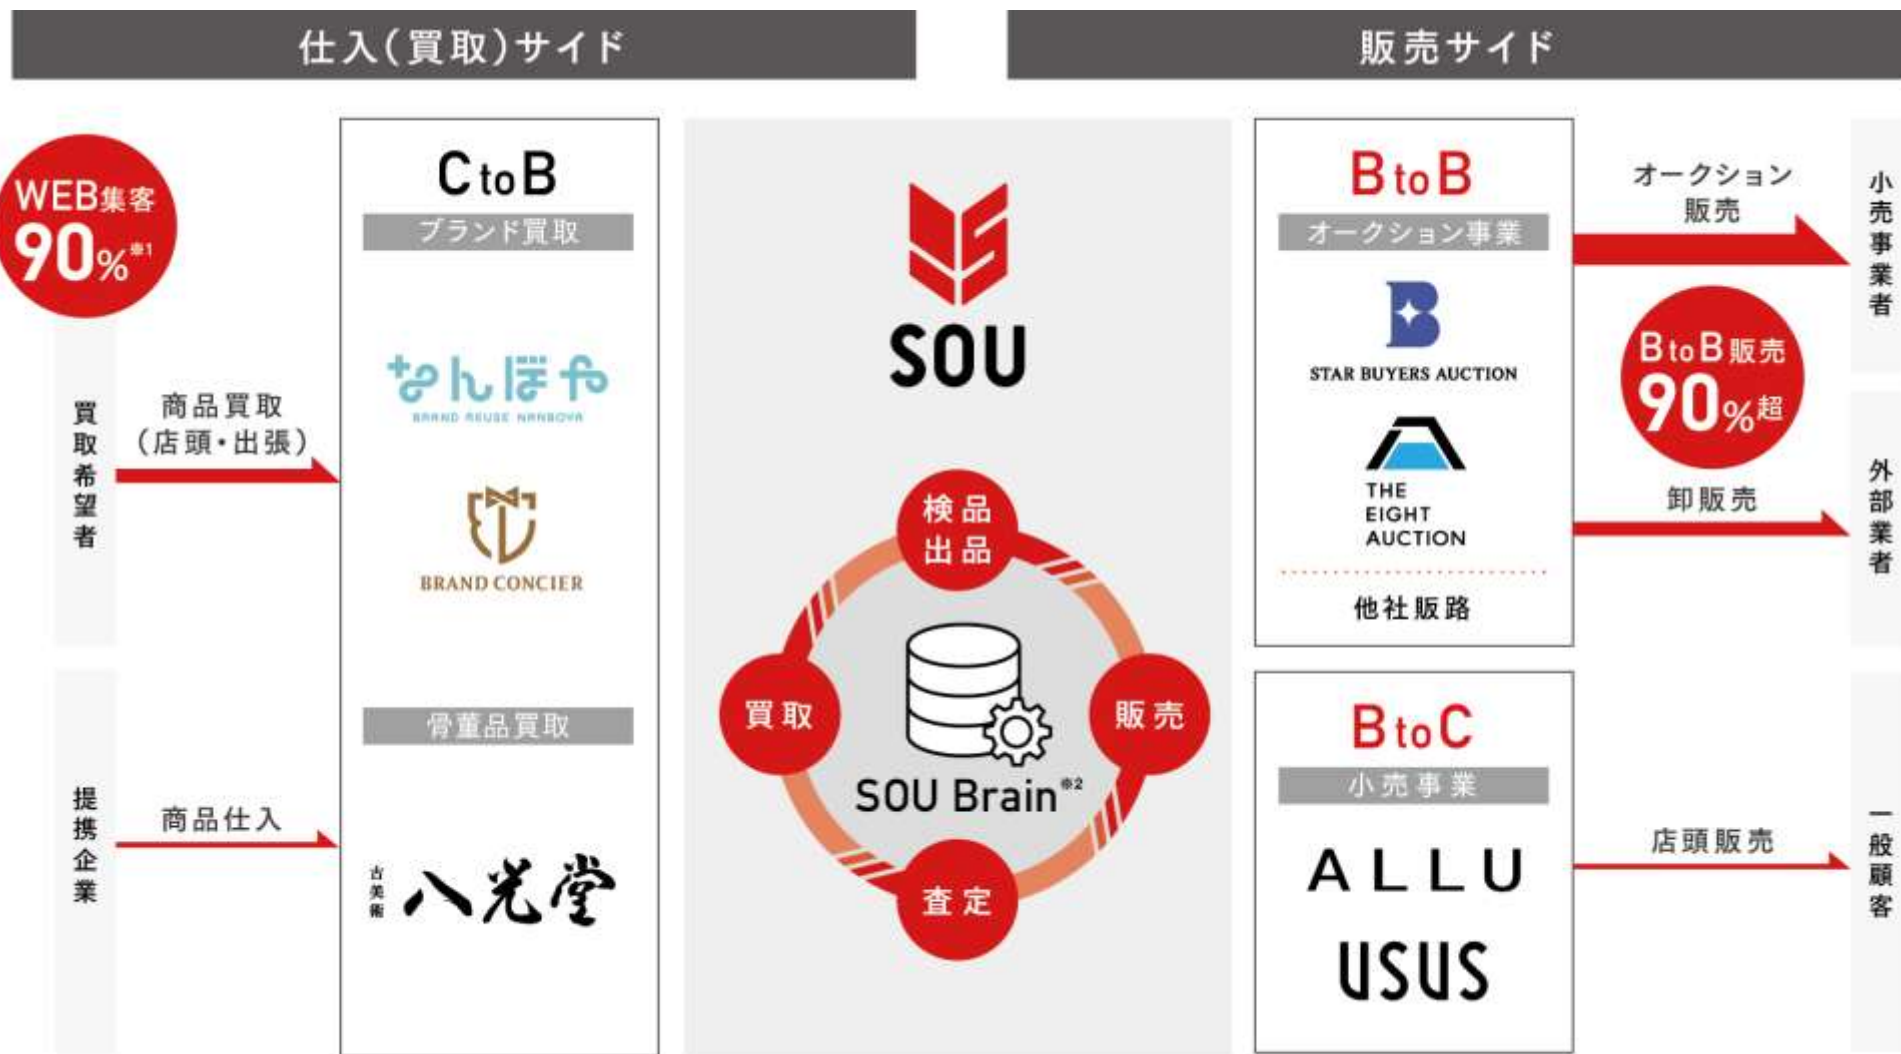 仕入(買取)サイド
販売サイド
WEB集客
90%※1
買取希望者
商品買取
(店頭・出張)
提携企業
商品仕入
CtoB
ブランド買取
なんぼや
BRAND REUSE NANBOYA
BRAND CONCIER
骨董品買取
古美術
八光堂
SOU
検品
出品
買取
販売
査定
SOU Brain※2
BtoB
オークション事業
STAR BUYERS AUCTION
THE
EIGHT
AUCTION
他社販路
BtoC
小売事業
ALLU
USUS
オークション
販売
BtoB販売
90%超
卸販売
店頭販売
小売事業者
外部業者
一般顧客